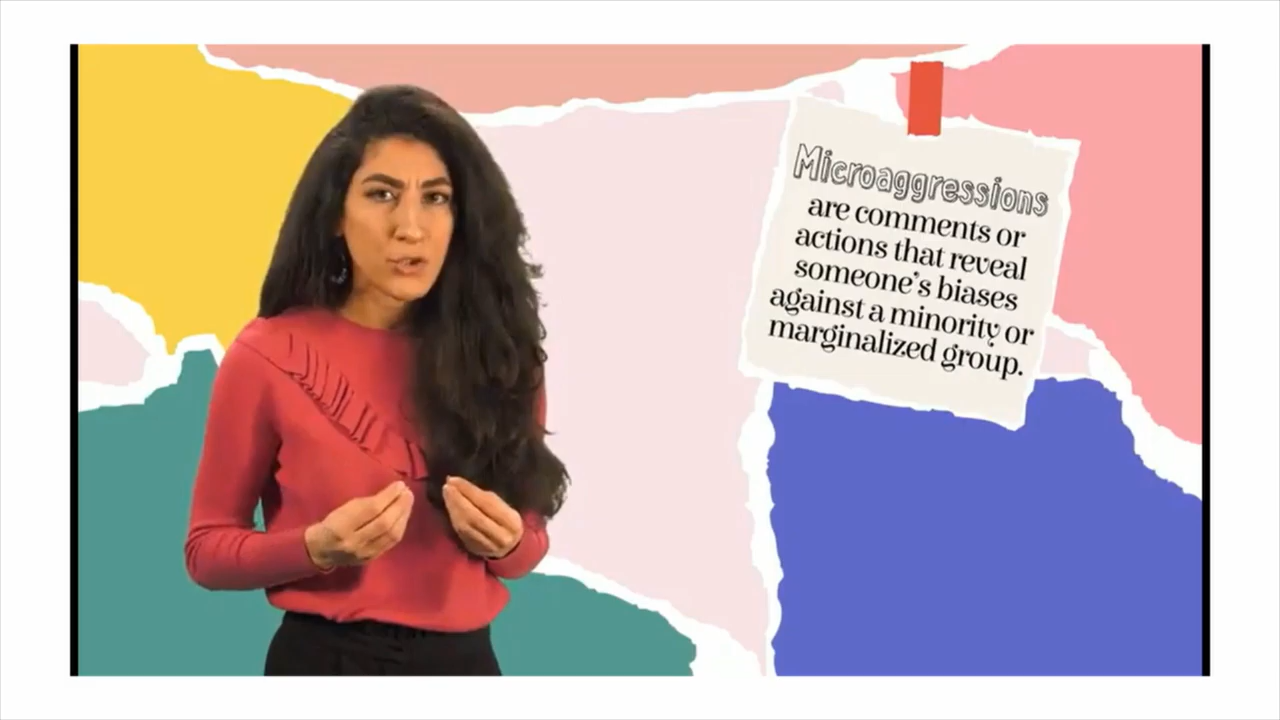 Microaggressions
are comments or
actions that reveal
someone's biases
against a minority or
marginalized group.